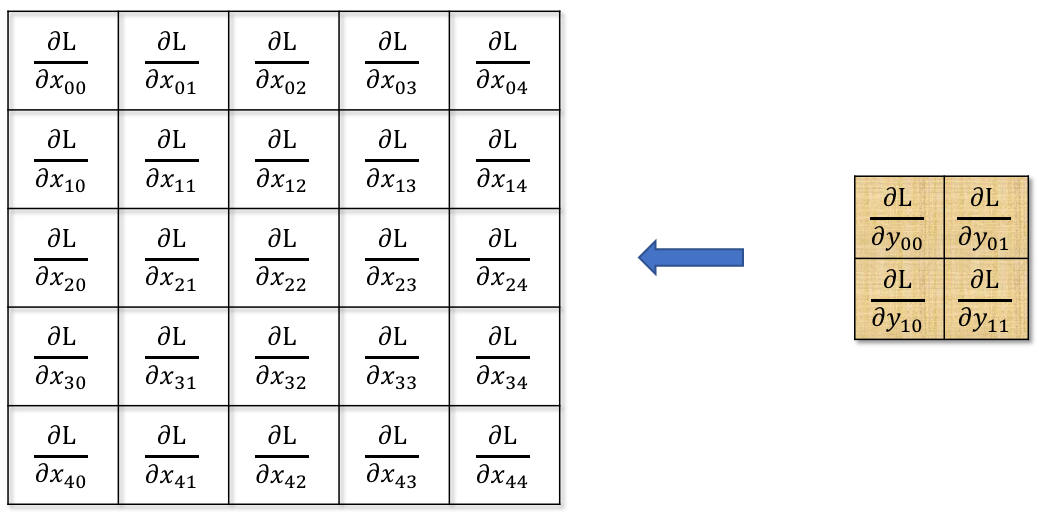 ∂L/∂x₀₀ ∂L/∂x₀₁ ∂L/∂x₀₂ ∂L/∂x₀₃ ∂L/∂x₀₄
∂L/∂x₁₀ ∂L/∂x₁₁ ∂L/∂x₁₂ ∂L/∂x₁₃ ∂L/∂x₁₄
∂L/∂x₂₀ ∂L/∂x₂₁ ∂L/∂x₂₂ ∂L/∂x₂₃ ∂L/∂x₂₄
∂L/∂x₃₀ ∂L/∂x₃₁ ∂L/∂x₃₂ ∂L/∂x₃₃ ∂L/∂x₃₄
∂L/∂x₄₀ ∂L/∂x₄₁ ∂L/∂x₄₂ ∂L/∂x₄₃ ∂L/∂x₄₄
∂L/∂y₀₀ ∂L/∂y₀₁
∂L/∂y₁₀ ∂L/∂y₁₁